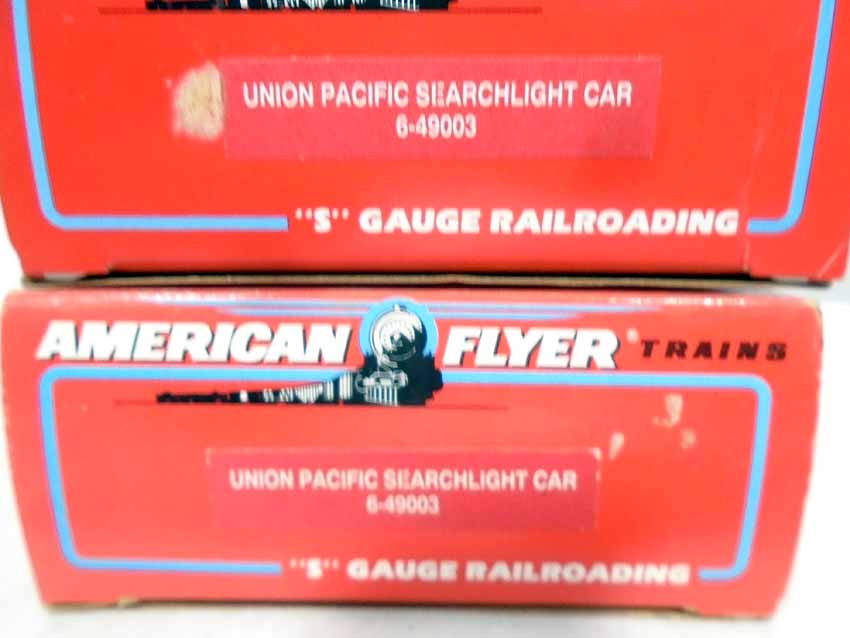 UNION PACIFIC SEARCHLIGHT CAR
6-49003
"S" GAUGE RAILROADING
AMERICAN FLYER TRAINS
UNION PACIFIC SEARCHLIGHT CAR
6-49003
"S" GAUGE RAILROADING